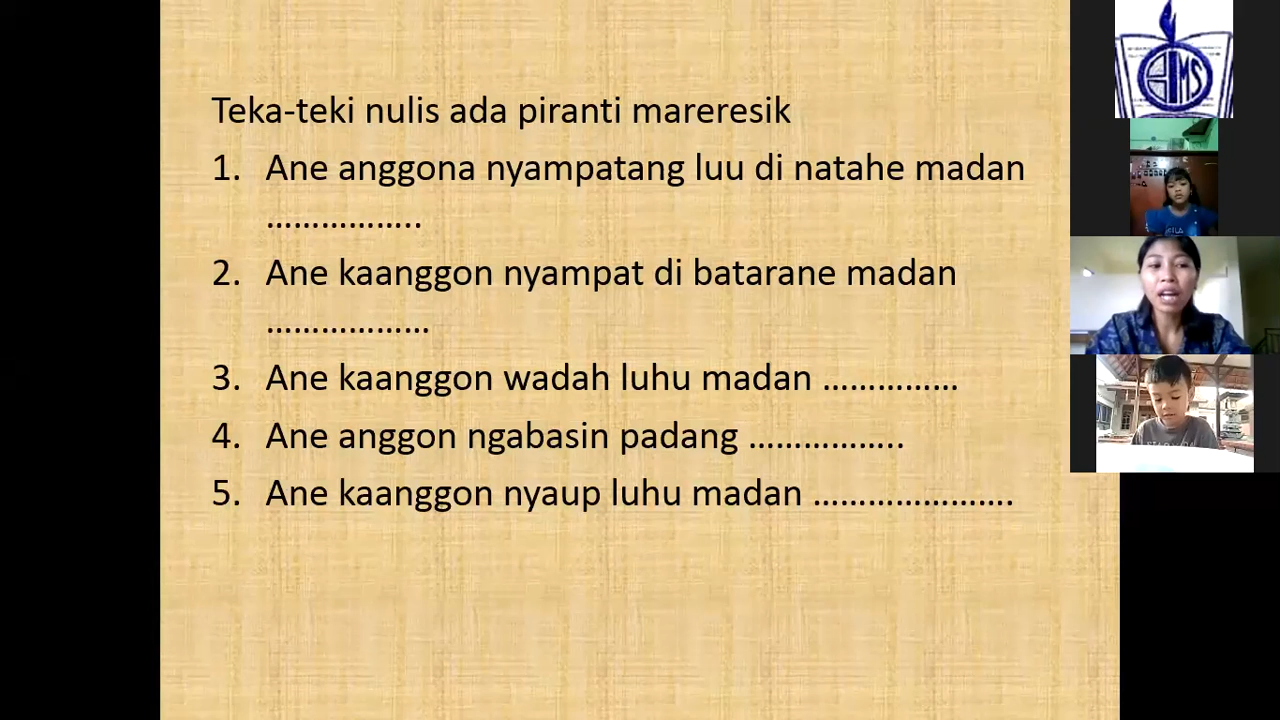 Teka-teki nulis ada piranti mareresik
1. Ane anggona nyampatang luu di natahe madan
……………..
2. Ane kaanggon nyampat di batarane madan
………………
3. Ane kaanggon wadah luhu madan ……………
4. Ane anggon ngabasin padang ……………..
5. Ane kaanggon nyaup luhu madan ………………….